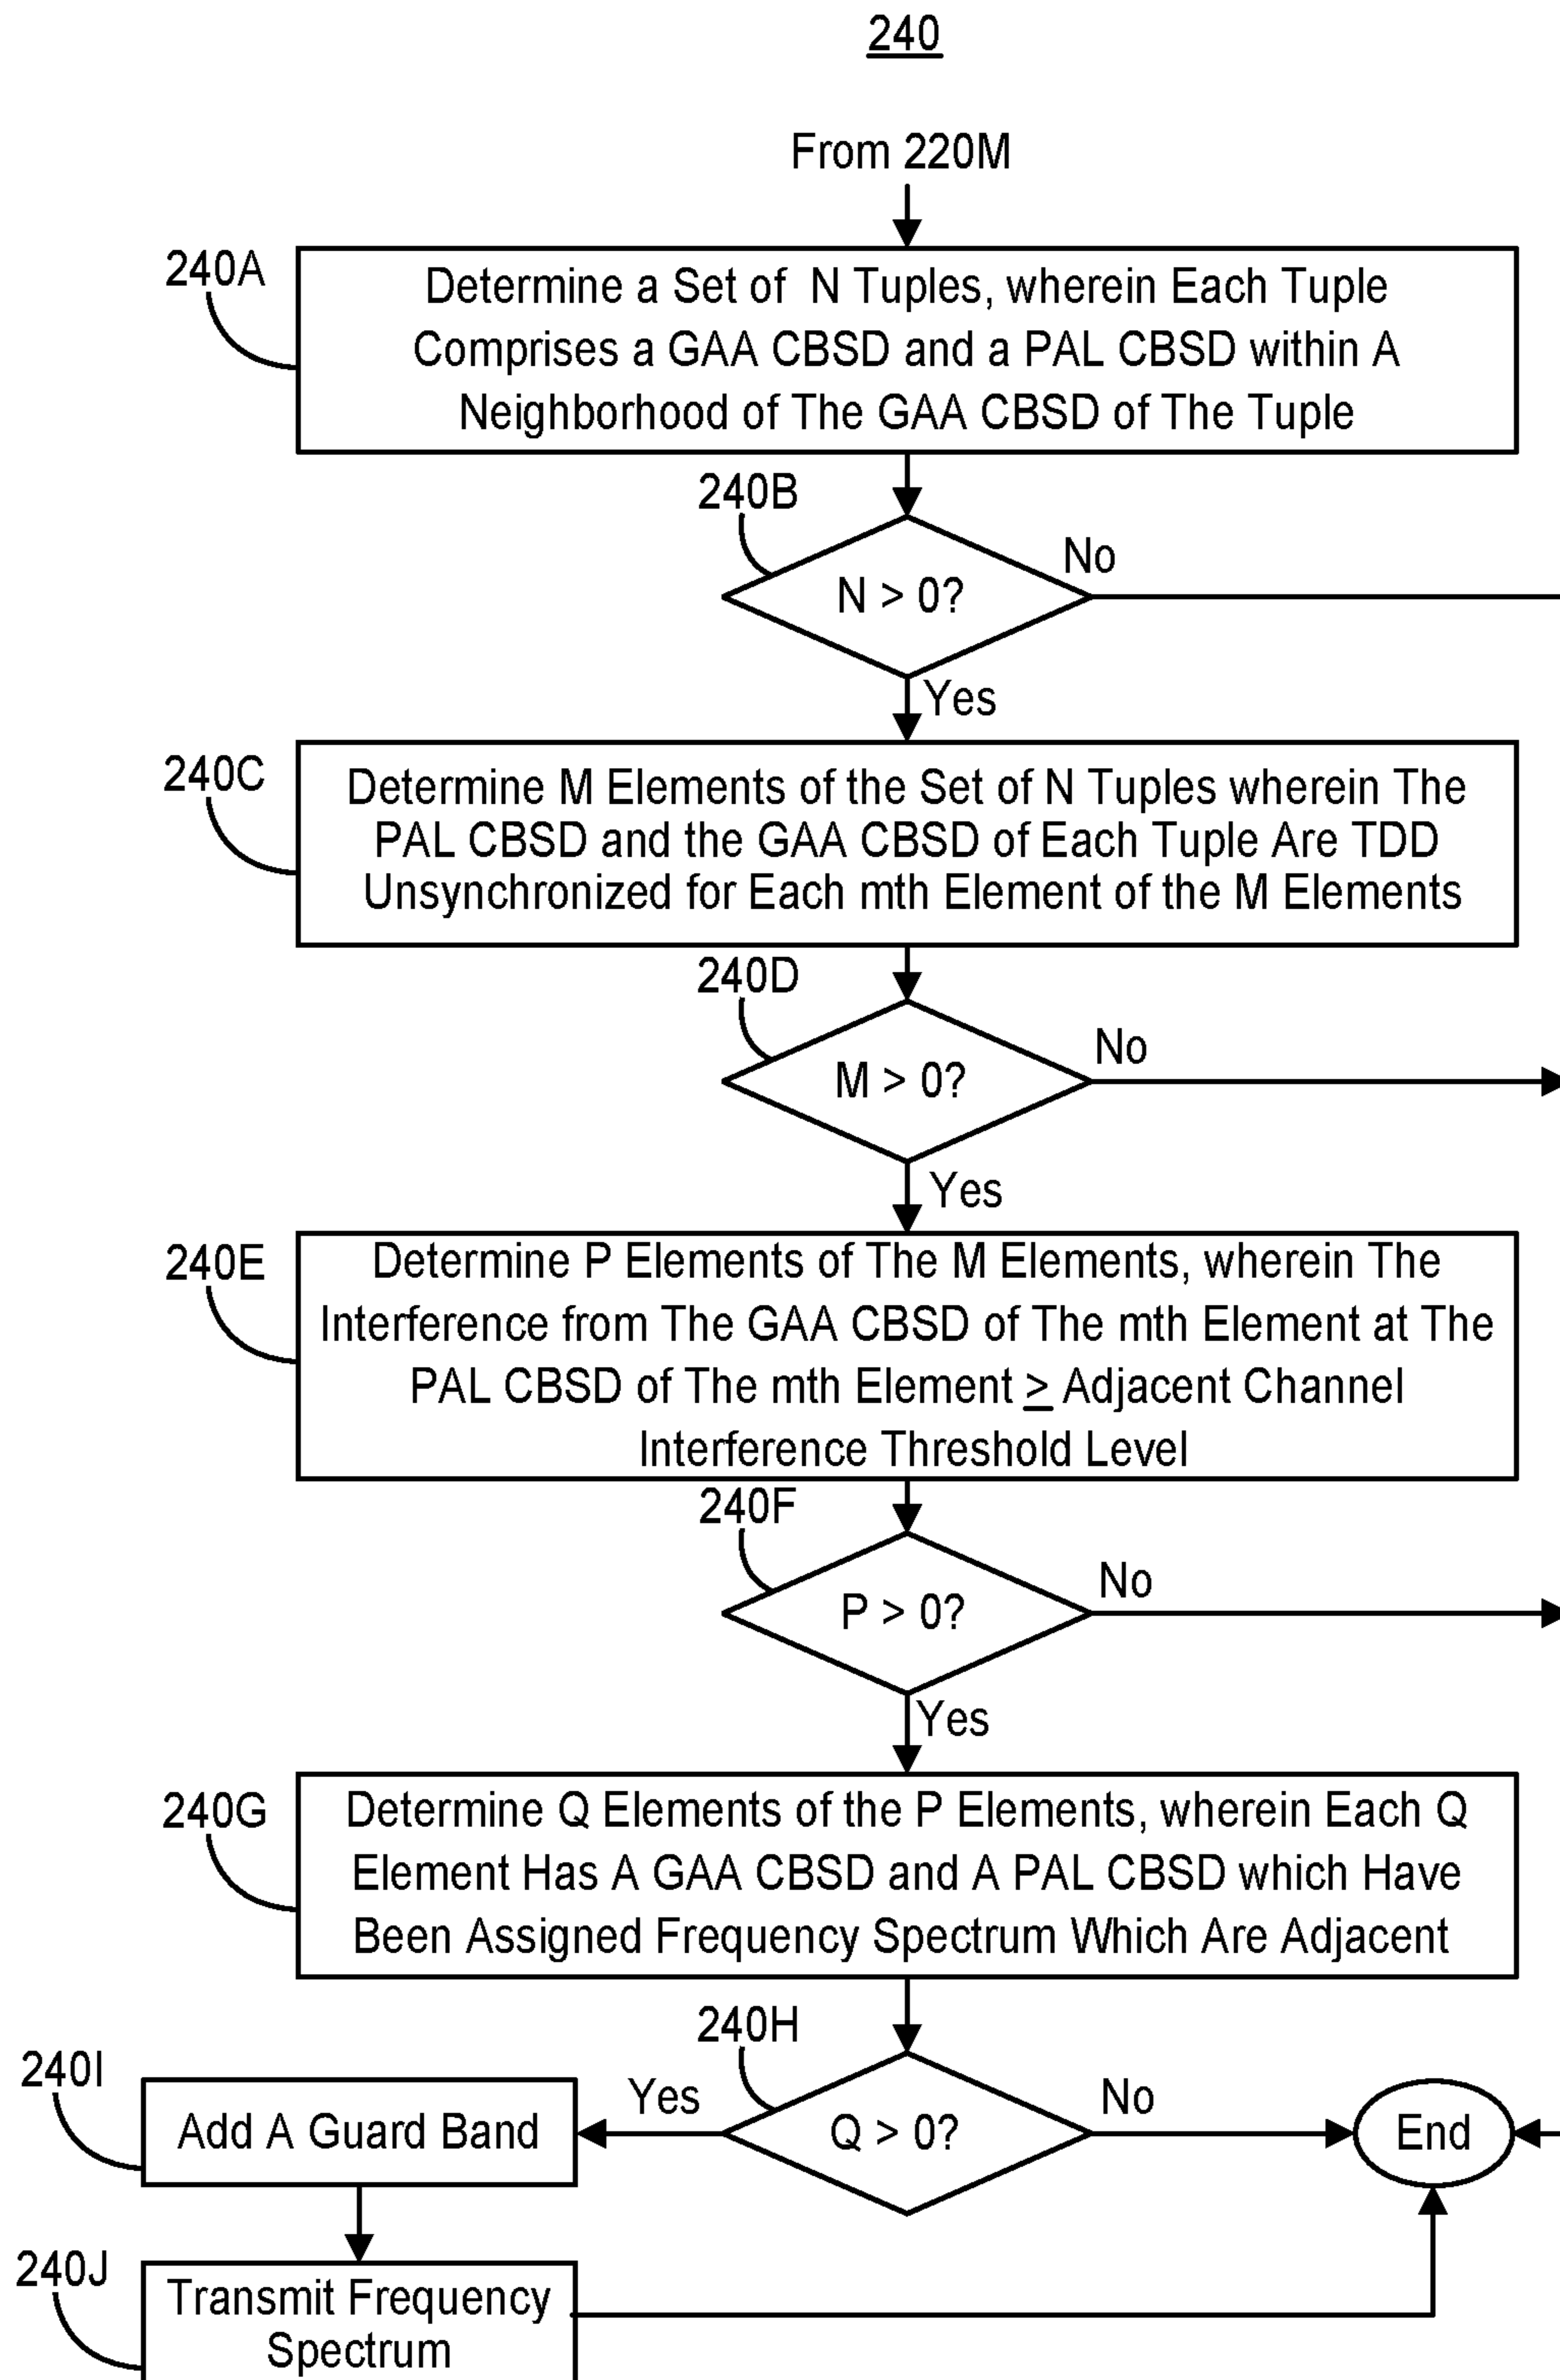 240
From 220M
240A
Determine a Set of N Tuples, wherein Each Tuple
Comprises a GAA CBSD and a PAL CBSD within A
Neighborhood of The GAA CBSD of The Tuple
240B
N > 0?
No
Yes
240C
Determine M Elements of the Set of N Tuples wherein The
PAL CBSD and the GAA CBSD of Each Tuple Are TDD
Unsynchronized for Each mth Element of the M Elements
240D
M > 0?
No
Yes
240E
Determine P Elements of The M Elements, wherein The
Interference from The GAA CBSD of The mth Element at The
PAL CBSD of The mth Element ≥ Adjacent Channel
Interference Threshold Level
240F
P > 0?
No
Yes
240G
Determine Q Elements of the P Elements, wherein Each Q
Element Has A GAA CBSD and A PAL CBSD which Have
Been Assigned Frequency Spectrum Which Are Adjacent
240H
Q > 0?
Yes
No
End
240I
Add A Guard Band
240J
Transmit Frequency
Spectrum